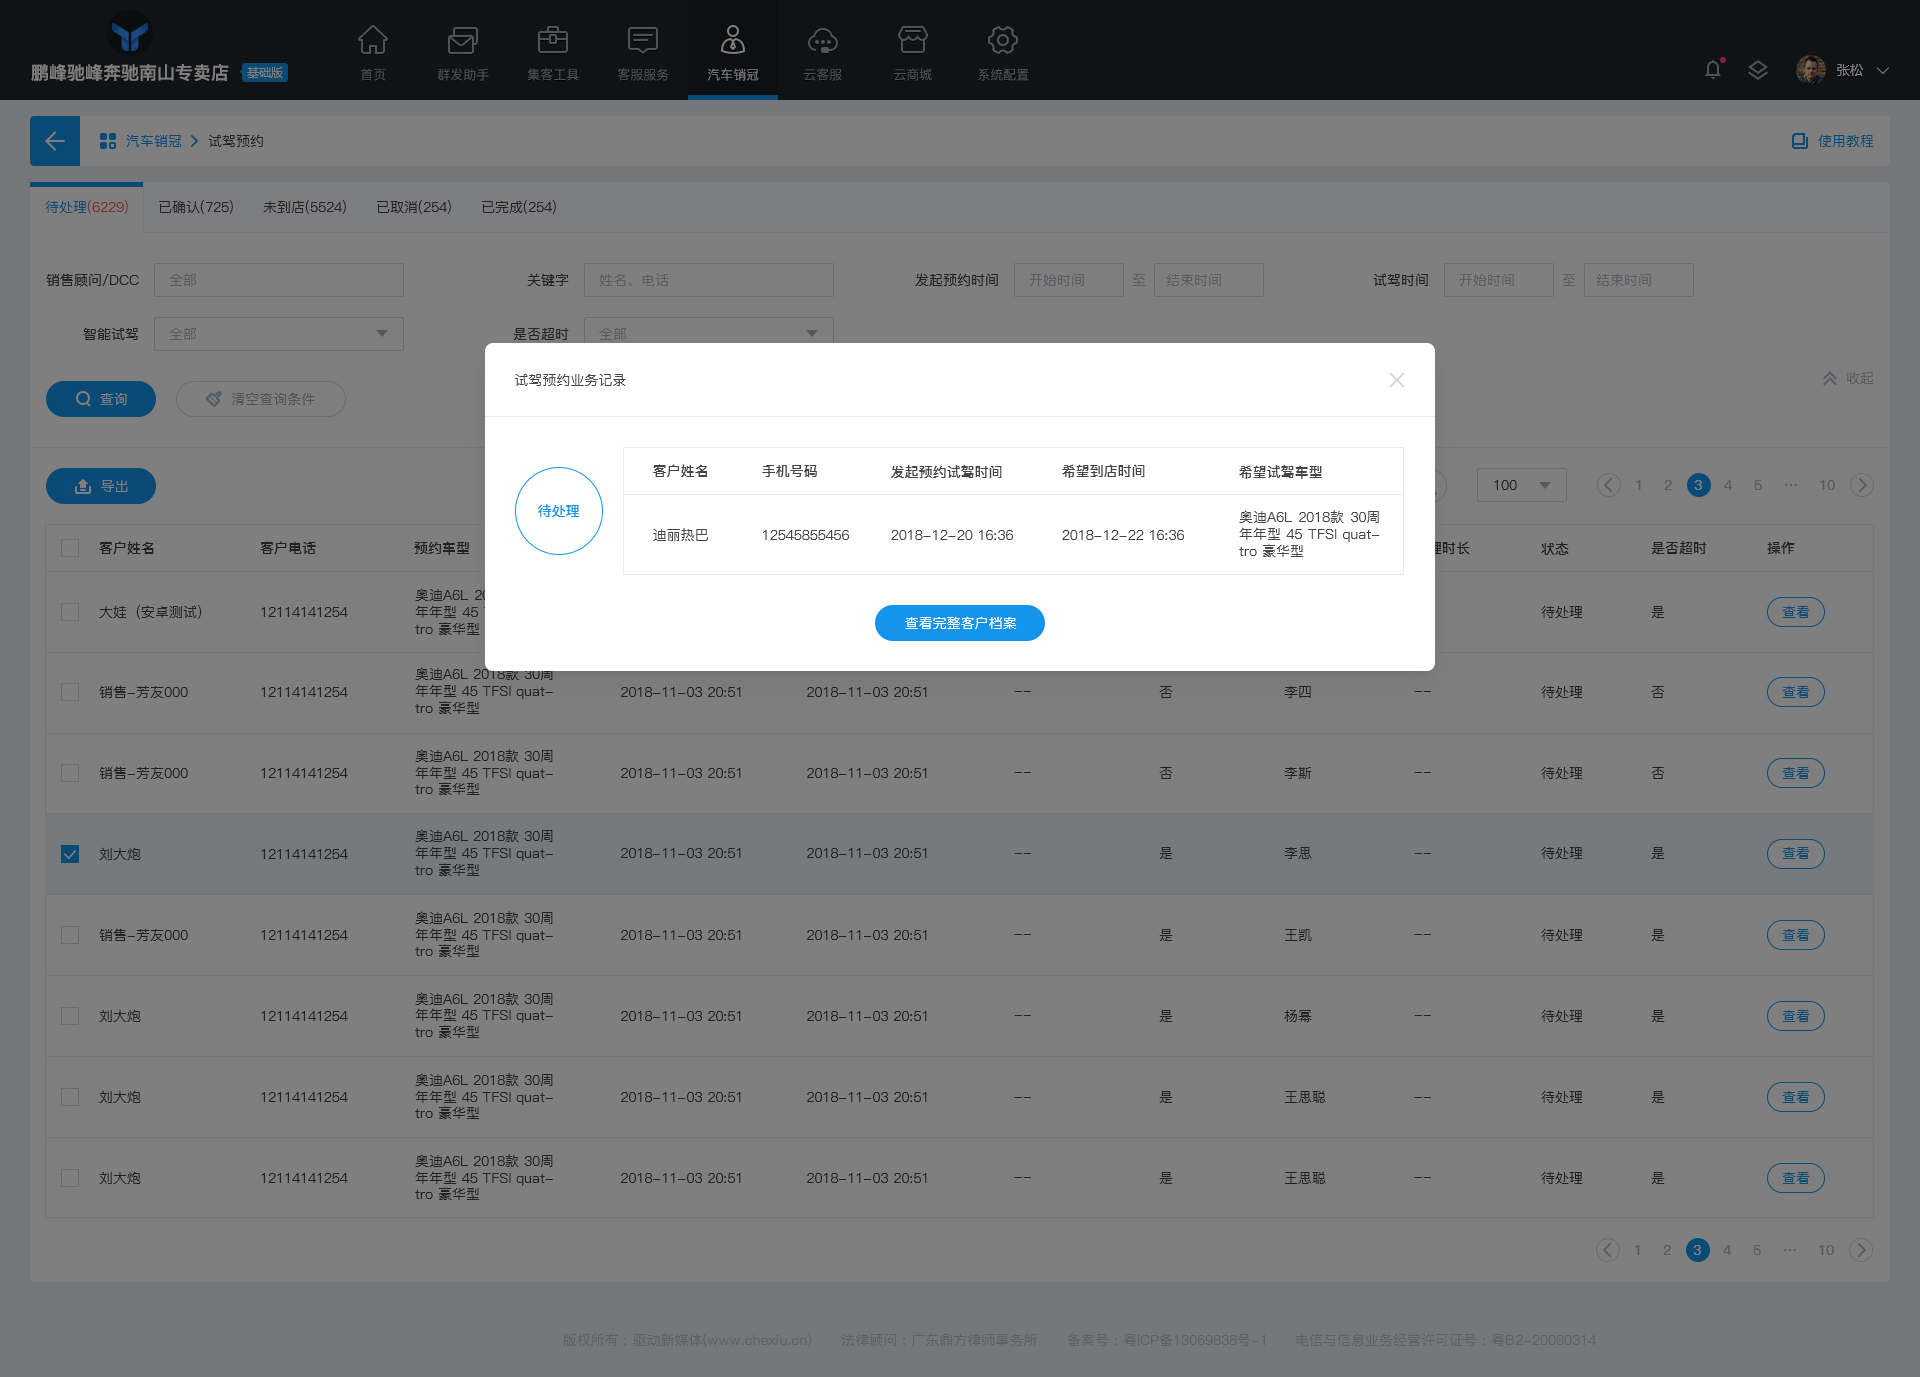 鹏峰驰峰奔驰南山专卖店 基础版
首页 群发助手 集客工具 客服服务 汽车销冠 云客服 云商城 系统配置
张松
汽车销冠 试驾预约
使用教程
待处理(6229) 已确认(725) 未到店(5524) 已取消(254) 已完成(254)
销售顾问/DCC 全部 关键字 姓名、电话 发起预约时间 开始时间 至 结束时间 试驾时间 开始时间 至 结束时间
智能试驾 全部 是否超时 全部
查询 清空查询条件
收起
试驾预约业务记录
待处理
客户姓名 手机号码 发起预约试驾时间 希望到店时间 希望试驾车型
迪丽热巴 12545855456 2018-12-20 16:36 2018-12-22 16:36 奥迪A6L 2018款 30周
年年型 45 TFSI quat-
tro 豪华型
查看完整客户档案
导出
100
1 2 3 4 5 ... 10
客户姓名 客户电话 预约车型 理时长 状态 是否超时 操作
大娃（安卓测试） 12114141254 奥迪A6L 20
年年型 45 T
tro 豪华型
待处理 是 查看
销售-芳友000 12114141254 奥迪A6L 2018款 30周
年年型 45 TFSI quat-
tro 豪华型
2018-11-03 20:51 2018-11-03 20:51 -- 否 李四 -- 待处理 否 查看
销售-芳友000 12114141254 奥迪A6L 2018款 30周
年年型 45 TFSI quat-
tro 豪华型
2018-11-03 20:51 2018-11-03 20:51 -- 否 李斯 -- 待处理 否 查看
刘大炮 12114141254 奥迪A6L 2018款 30周
年年型 45 TFSI quat-
tro 豪华型
2018-11-03 20:51 2018-11-03 20:51 -- 是 李思 -- 待处理 是 查看
销售-芳友000 12114141254 奥迪A6L 2018款 30周
年年型 45 TFSI quat-
tro 豪华型
2018-11-03 20:51 2018-11-03 20:51 -- 是 王凯 -- 待处理 是 查看
刘大炮 12114141254 奥迪A6L 2018款 30周
年年型 45 TFSI quat-
tro 豪华型
2018-11-03 20:51 2018-11-03 20:51 -- 是 杨幂 -- 待处理 是 查看
刘大炮 12114141254 奥迪A6L 2018款 30周
年年型 45 TFSI quat-
tro 豪华型
2018-11-03 20:51 2018-11-03 20:51 -- 是 王思聪 -- 待处理 是 查看
刘大炮 12114141254 奥迪A6L 2018款 30周
年年型 45 TFSI quat-
tro 豪华型
2018-11-03 20:51 2018-11-03 20:51 -- 是 王思聪 -- 待处理 是 查看
1 2 3 4 5 ... 10
版权所有：驱动新媒体(www.chexiu.cn) 法律顾问：广东鼎方律师事务所 备案号：粤ICP备13069838号-1 电信与信息业务经营许可证号：粤B2-20080314